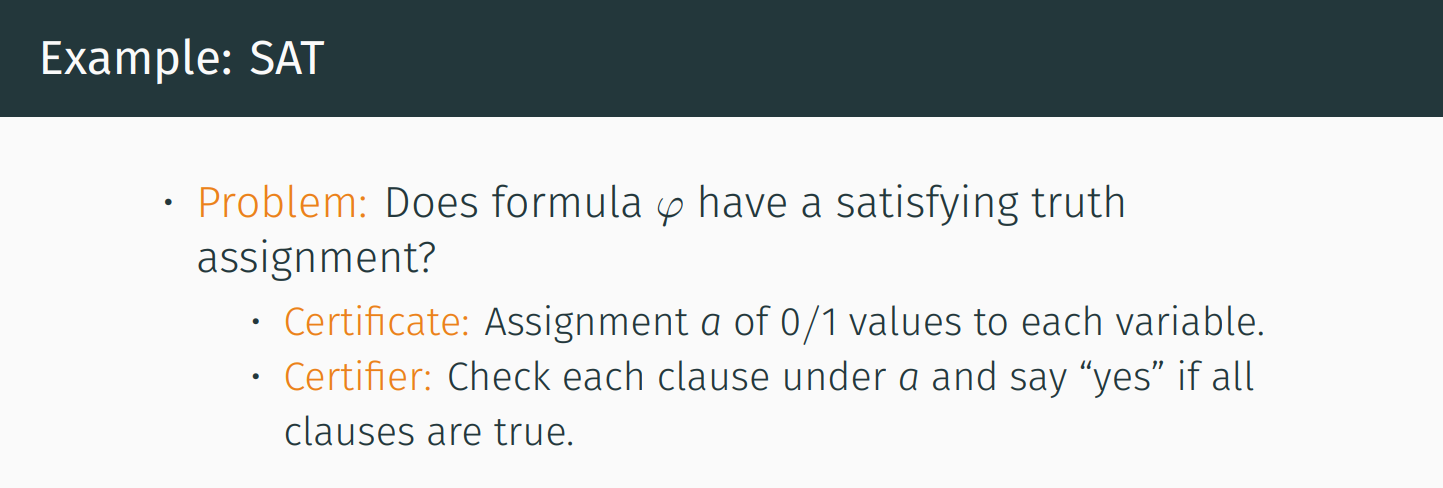 Example: SAT
• Problem: Does formula φ have a satisfying truth
assignment?
• Certificate: Assignment a of 0/1 values to each variable.
• Certifier: Check each clause under a and say “yes” if all
clauses are true.